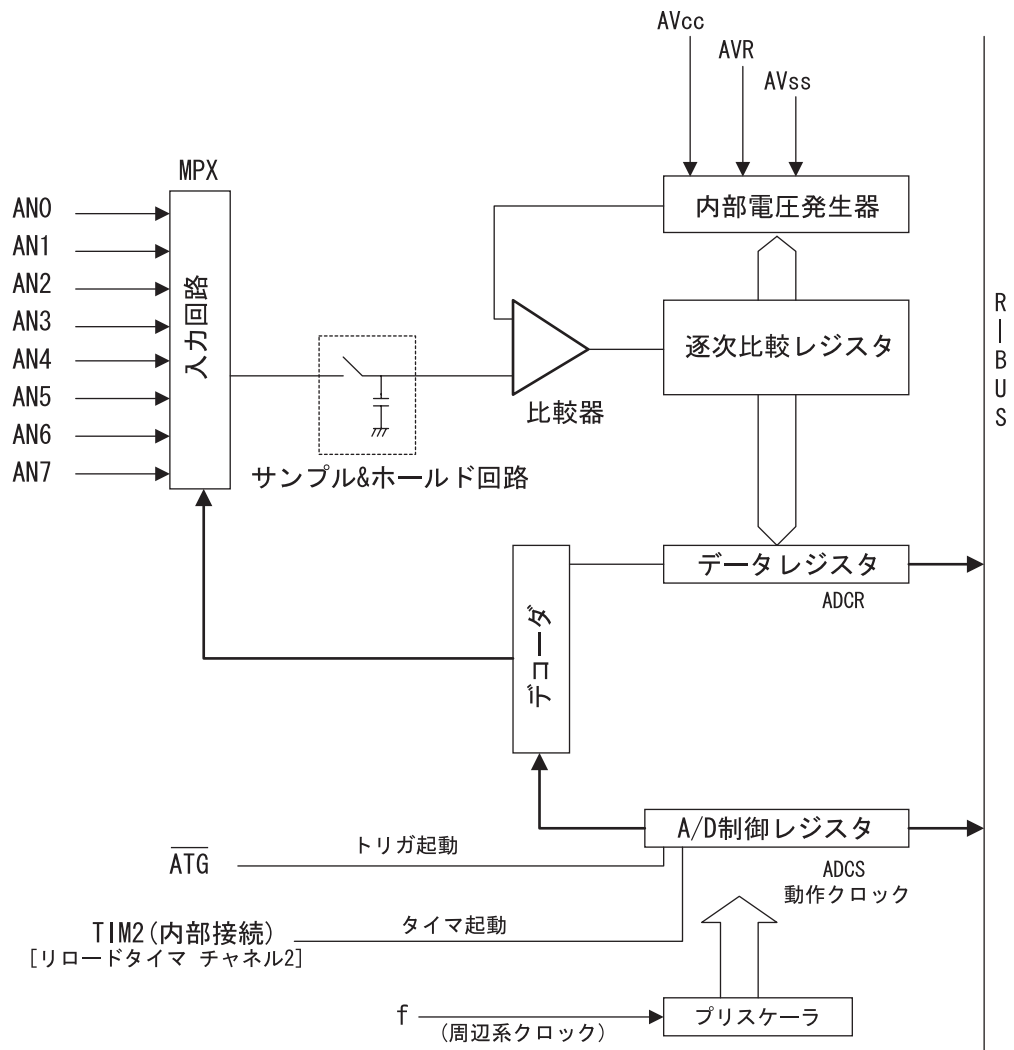 AVcc
AVR
AVss
MPX
内部電圧発生器
AN0
AN1
AN2
AN3
AN4
AN5
AN6
AN7
入力回路
逐次比較レジスタ
R
|
B
U
S
比較器
サンプル&ホールド回路
データレジスタ
ADCR
デコーダ
A/D制御レジスタ
トリガ起動
ATG
ADCS
動作クロック
タイマ起動
TIM2(内部接続)
[リロードタイマ チャネル2]
f
(周辺系クロック)
プリスケーラ